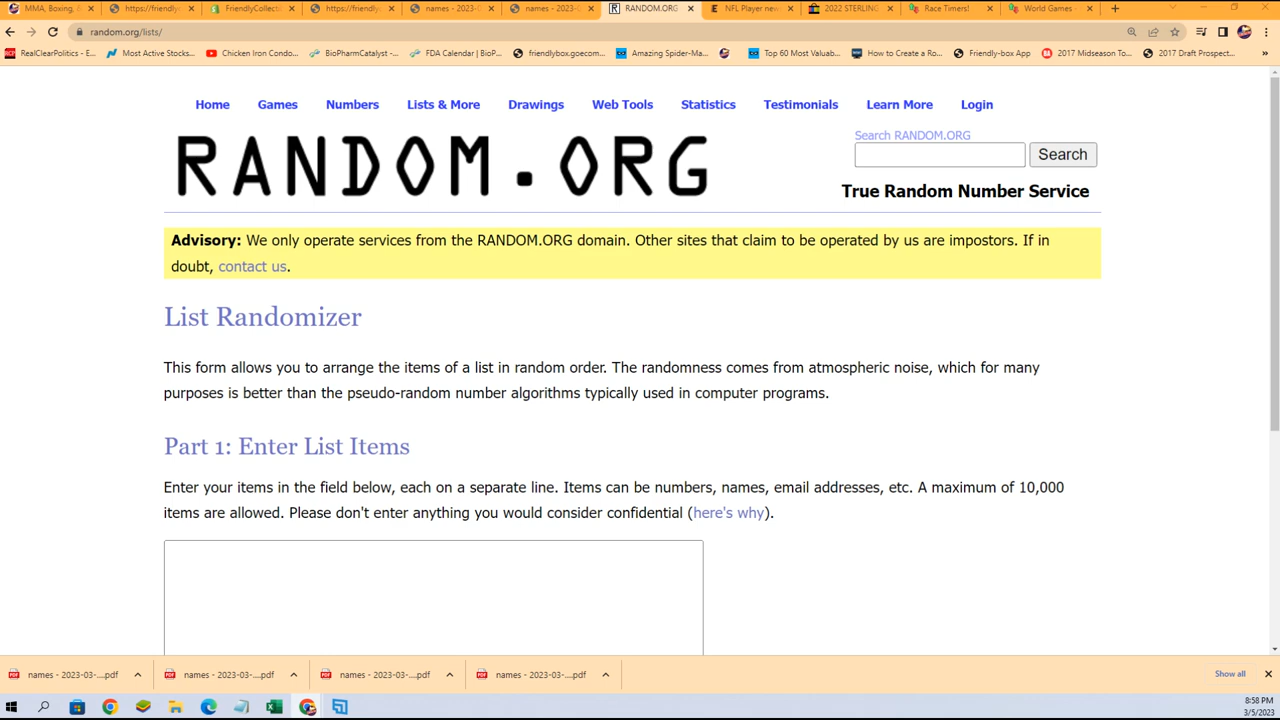 MMA, Boxing, https://friendly FriendlyCollect https://friendly names - 2023-0 names - 2023-0 RANDOM.ORG NFL Player new 2022 STERLING Race Timers! World Games -
random.org/lists/
RealClearPolitics - E... Most Active Stocks... Chicken Iron Condo... BioPharmCatalyst -... FDA Calendar | BioP... friendlybox.goecom... Amazing Spider-Ma... Top 60 Most Valuab... How to Create a Ro... Friendly-box App 2017 Midseason To... 2017 Draft Prospect... »
Home Games Numbers Lists & More Drawings Web Tools Statistics Testimonials Learn More Login
RANDOM.ORG
Search RANDOM.ORG
Search
True Random Number Service
Advisory: We only operate services from the RANDOM.ORG domain. Other sites that claim to be operated by us are impostors. If in
doubt, contact us.
List Randomizer
This form allows you to arrange the items of a list in random order. The randomness comes from atmospheric noise, which for many
purposes is better than the pseudo-random number algorithms typically used in computer programs.
Part 1: Enter List Items
Enter your items in the field below, each on a separate line. Items can be numbers, names, email addresses, etc. A maximum of 10,000
items are allowed. Please don't enter anything you would consider confidential (here's why).
names - 2023-03-....pdf names - 2023-03-....pdf names - 2023-03-....pdf names - 2023-03-....pdf Show all
8:58 PM
3/5/2023